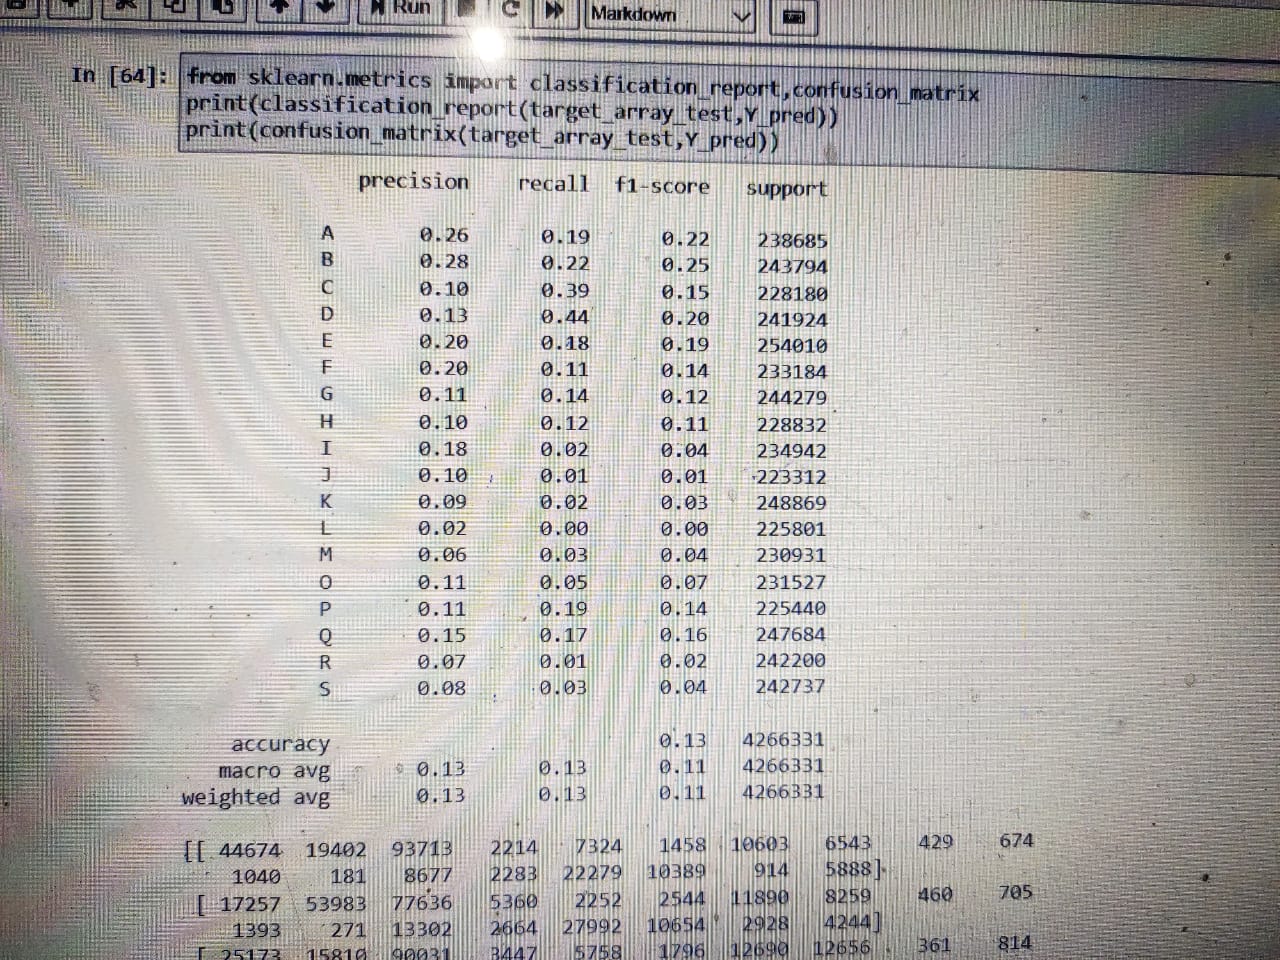 Run Markdown
In [64]: from sklearn.metrics import classification_report,confusion_matrix
print(classification_report(target_array_test,Y_pred))
print(confusion_matrix(target_array_test,Y_pred))
precision recall f1-score support
A 0.26 0.19 0.22 238685
B 0.28 0.22 0.25 243794
C 0.10 0.39 0.15 228180
D 0.13 0.44 0.20 241924
E 0.20 0.18 0.19 254010
F 0.20 0.11 0.14 233184
G 0.11 0.14 0.12 244279
H 0.10 0.12 0.11 228832
I 0.18 0.02 0.04 234942
J 0.10 0.01 0.01 223312
K 0.09 0.02 0.03 248869
L 0.02 0.00 0.00 225801
M 0.06 0.03 0.04 230931
O 0.11 0.05 0.07 231527
P 0.11 0.19 0.14 225440
Q 0.15 0.17 0.16 247684
R 0.07 0.01 0.02 242200
S 0.08 0.03 0.04 242737
accuracy 0.13 4266331
macro avg 0.13 0.13 0.11 4266331
weighted avg 0.13 0.13 0.11 4266331
[[ 44674 19402 93713 2214 7324 1458 10603 6543 429 674
1040 181 8677 2283 22279 10389 914 5888]
[ 17257 53983 77636 5360 2252 2544 11890 8259 460 705
1393 271 13302 2664 27992 10654 2928 4244]
[ 25173 15810 90031 3447 5758 1796 12690 12656 361 814